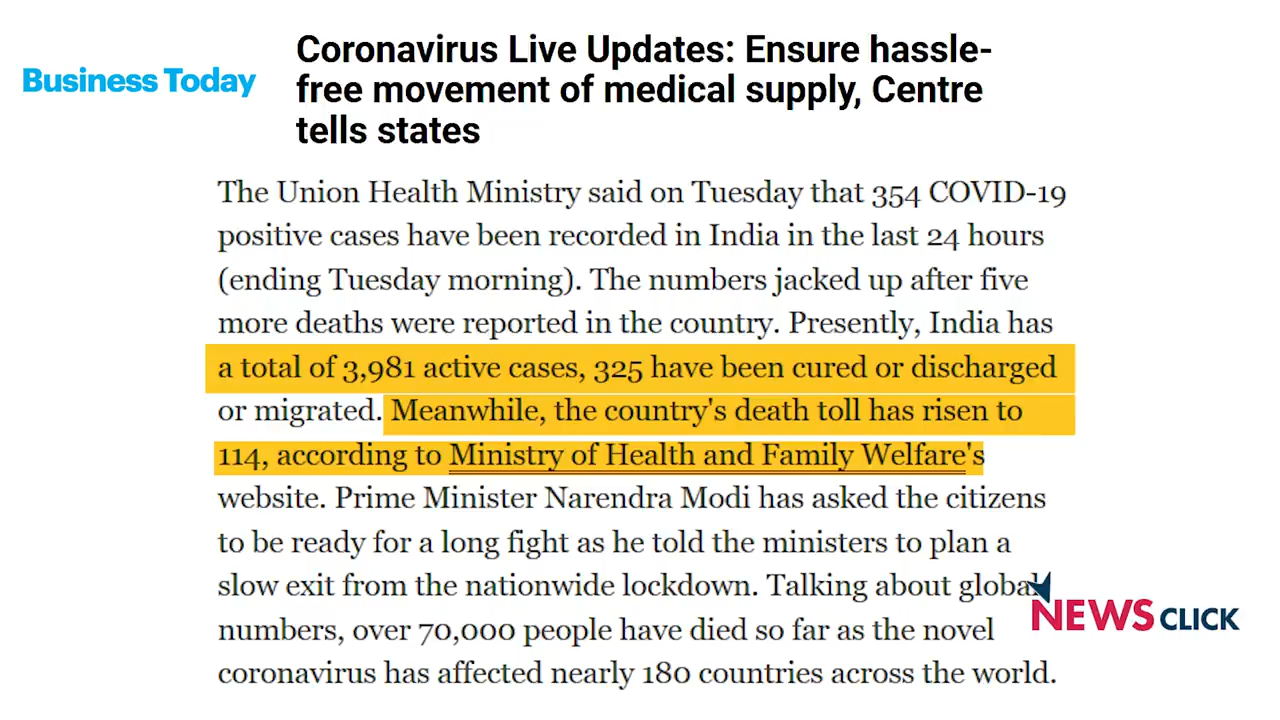 Business Today
Coronavirus Live Updates: Ensure hassle-
free movement of medical supply, Centre
tells states
The Union Health Ministry said on Tuesday that 354 COVID-19
positive cases have been recorded in India in the last 24 hours
(ending Tuesday morning). The numbers jacked up after five
more deaths were reported in the country. Presently, India has
a total of 3,981 active cases, 325 have been cured or discharged
or migrated. Meanwhile, the country's death toll has risen to
114, according to Ministry of Health and Family Welfare's
website. Prime Minister Narendra Modi has asked the citizens
to be ready for a long fight as he told the ministers to plan a
slow exit from the nationwide lockdown. Talking about global
numbers, over 70,000 people have died so far as the novel
coronavirus has affected nearly 180 countries across the world.
NEWSCLICK